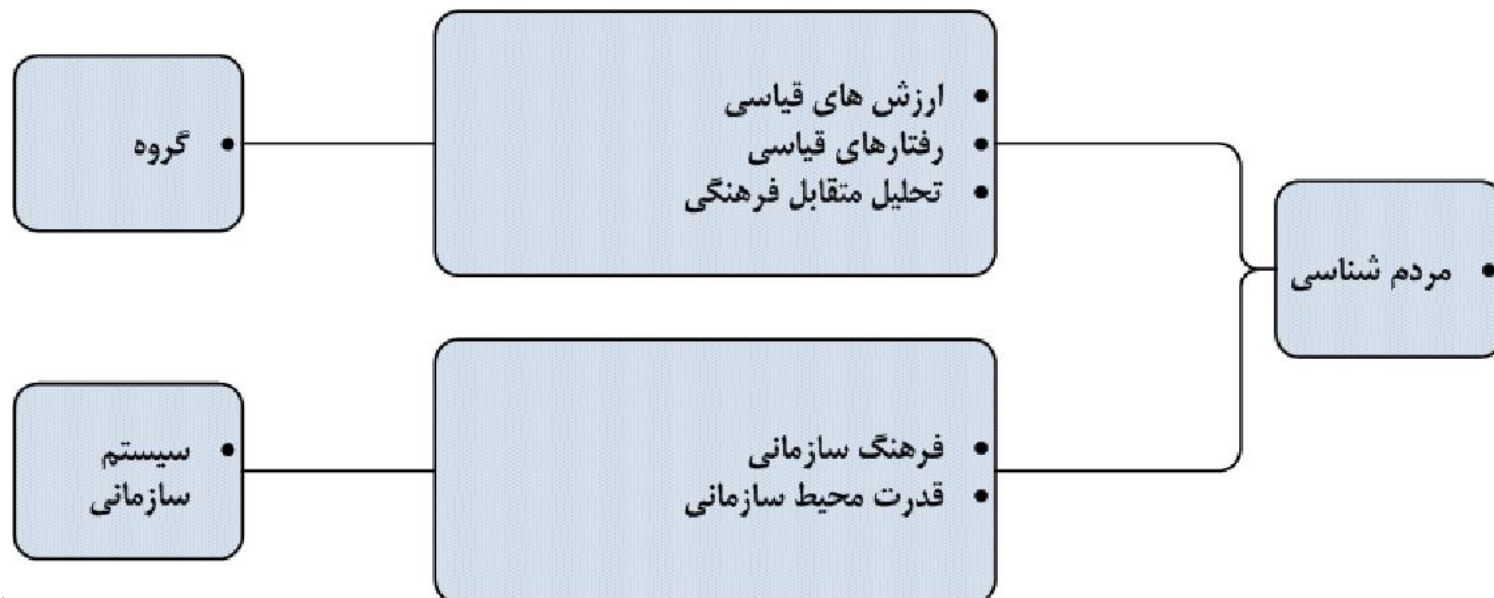 مردم شناسی
ارزش های قیاسی
رفتارهای قیاسی
تحلیل متقابل فرهنگی
گروه
فرهنگ سازمانی
قدرت محیط سازمانی
سیستم
سازمانی